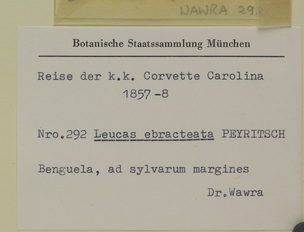 WAWRA 29
Botanische Staatssammlung München
Reise der k.k. Corvette Carolina
1857-8
Nro.292 Leucas ebracteata PEYRITSCH
Benguela, ad sylvarum margines
Dr.Wawra